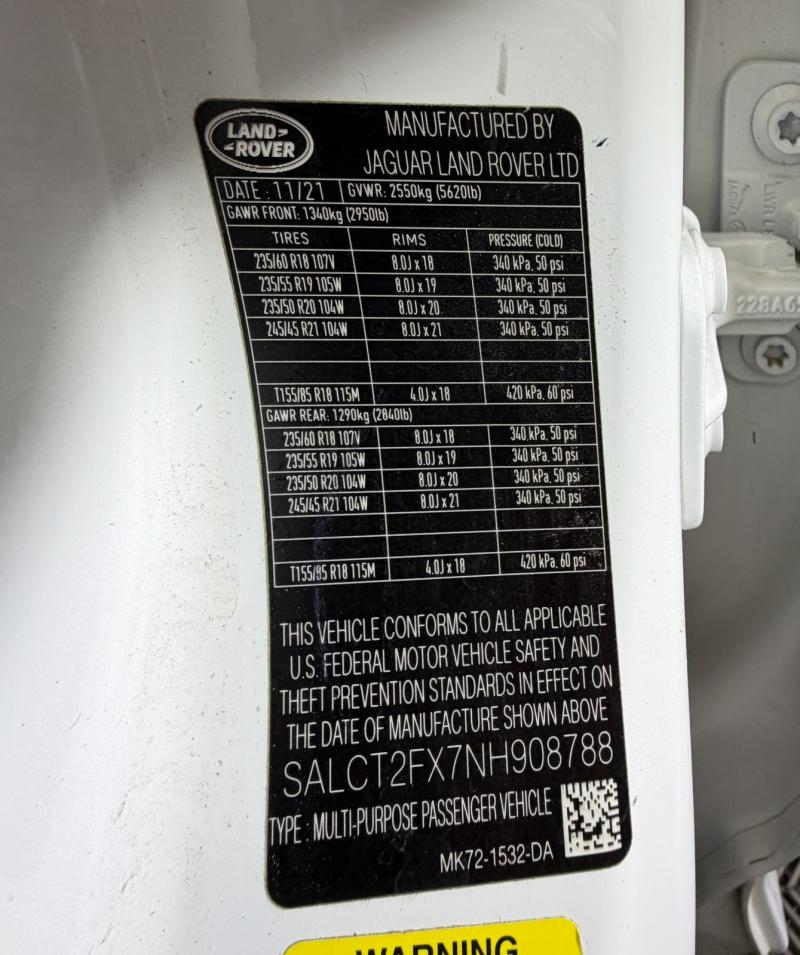 LAND-
-ROVER
MANUFACTURED BY
JAGUAR LAND ROVER LTD
DATE : 11/21 GVWR: 2550kg (5620lb)
GAWR FRONT: 1340kg (2950lb)
TIRES RIMS PRESSURE (COLD)
235/60 R18 107V 8.0J x 18 340 kPa, 50 psi
235/55 R19 105W 8.0J x 19 340 kPa, 50 psi
235/50 R20 104W 8.0J x 20 340 kPa, 50 psi
245/45 R21 104W 8.0J x 21 340 kPa, 50 psi
T155/85 R18 115M 4.0J x 18 420 kPa, 60 psi
GAWR REAR: 1290kg (2840lb)
235/60 R18 107V 8.0J x 18 340 kPa, 50 psi
235/55 R19 105W 8.0J x 19 340 kPa, 50 psi
235/50 R20 104W 8.0J x 20 340 kPa, 50 psi
245/45 R21 104W 8.0J x 21 340 kPa, 50 psi
T155/85 R18 115M 4.0J x 18 420 kPa, 60 psi
THIS VEHICLE CONFORMS TO ALL APPLICABLE
U.S. FEDERAL MOTOR VEHICLE SAFETY AND
THEFT PREVENTION STANDARDS IN EFFECT ON
THE DATE OF MANUFACTURE SHOWN ABOVE
SALCT2FX7NH908788
TYPE : MULTI-PURPOSE PASSENGER VEHICLE
MK72-1532-DA
WARNING